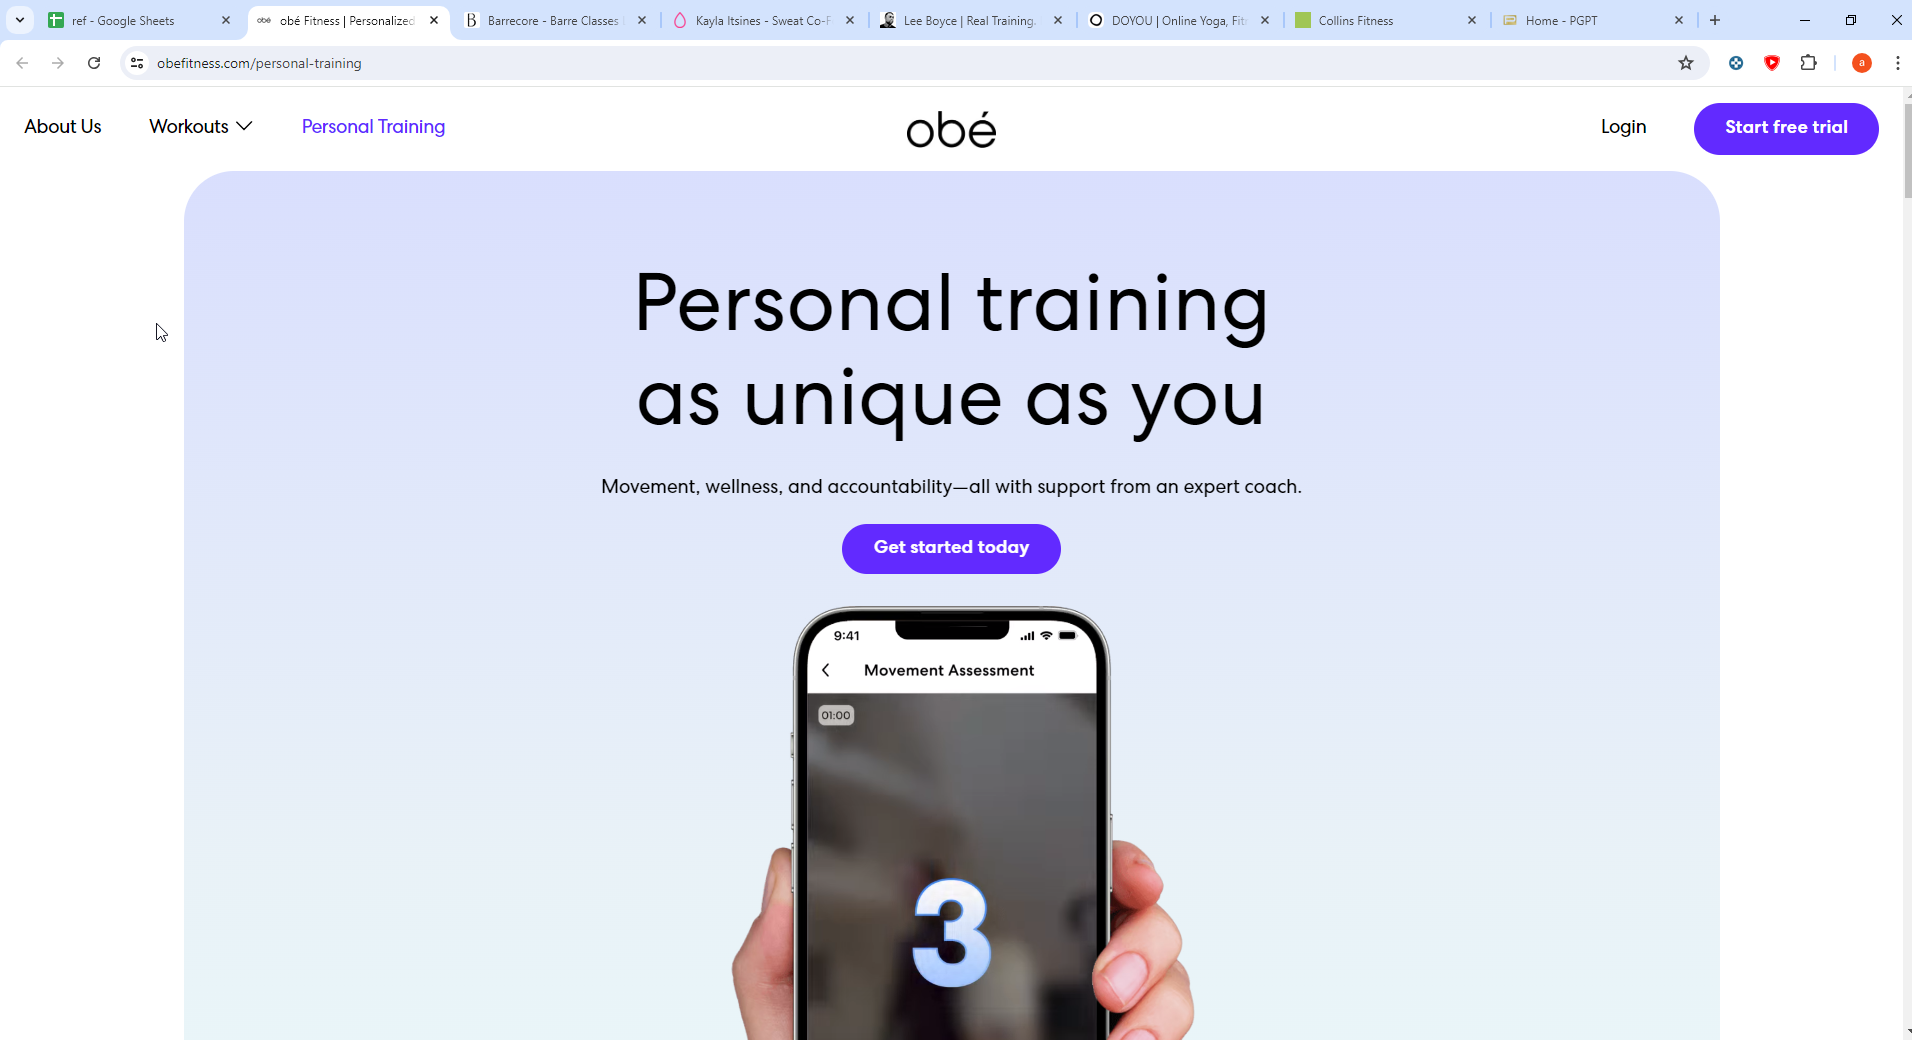 ref - Google Sheets
obé Fitness | Personalized
Barrecore - Barre Classes
Kayla Itsines - Sweat Co-F
Lee Boyce | Real Training.
DOYOU | Online Yoga, Fit
Collins Fitness
Home - PGPT
obefitness.com/personal-training
a
About Us
Workouts
Personal Training
obé
Login
Start free trial
Personal training
as unique as you
Movement, wellness, and accountability—all with support from an expert coach.
Get started today
9:41
Movement Assessment
01:00
3